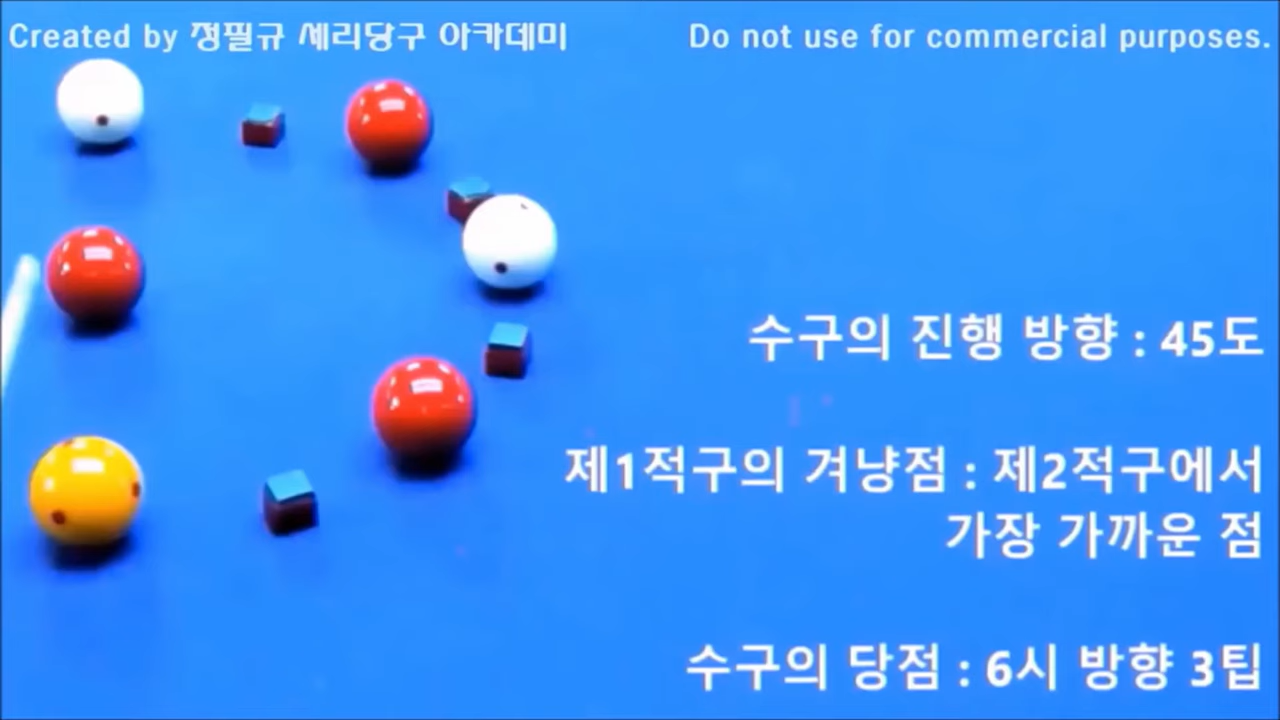 Created by 정필규 세리당구 아카데미
Do not use for commercial purposes.
수구의 진행 방향 : 45도
제1적구의 겨냥점 : 제2적구에서
가장 가까운 점
수구의 당점 : 6시 방향 3팁